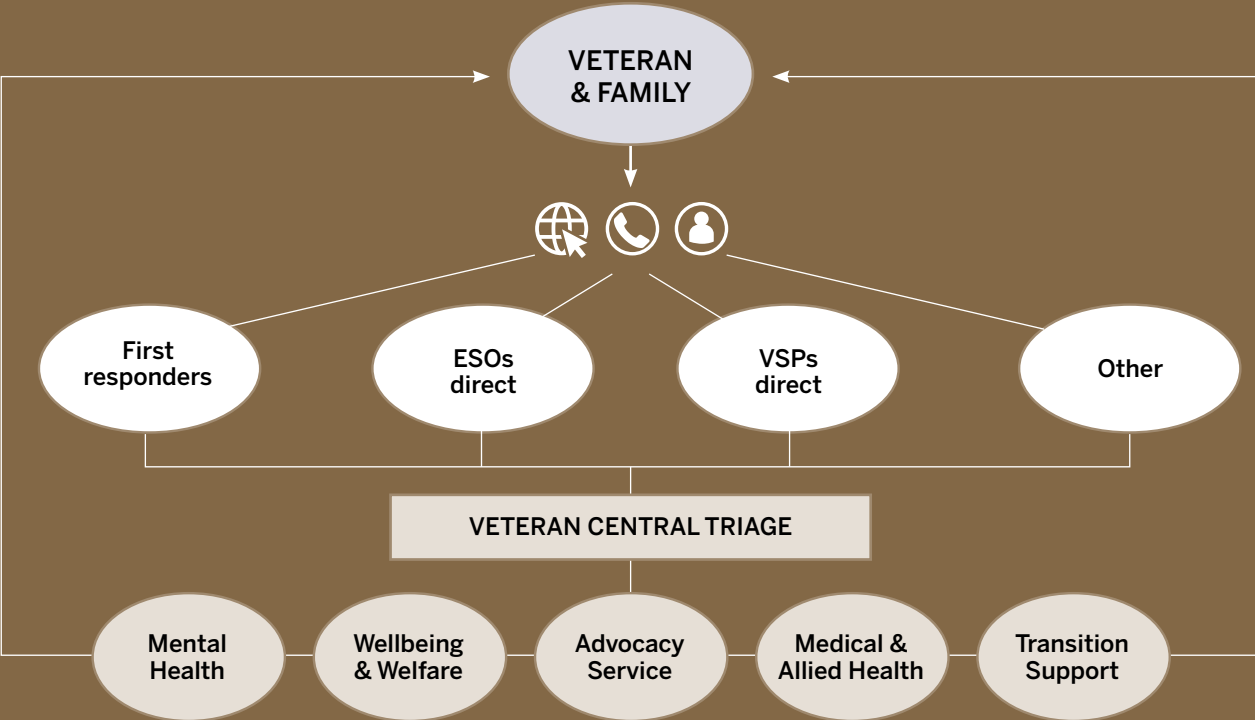 VETERAN
& FAMILY
First
responders
ESOs
direct
VSPs
direct
Other
VETERAN CENTRAL TRIAGE
Mental
Health
Wellbeing
& Welfare
Advocacy
Service
Medical &
Allied Health
Transition
Support